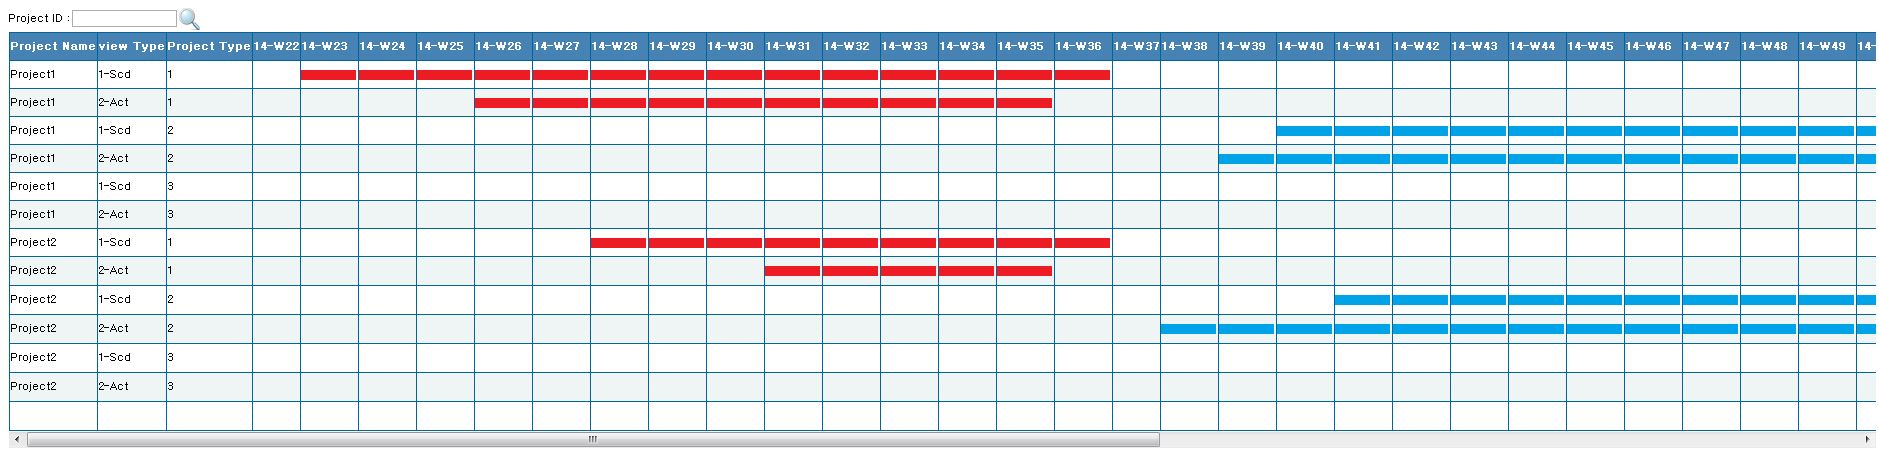 Project ID :
Project Name view Type Project Type 14-W22 14-W23 14-W24 14-W25 14-W26 14-W27 14-W28 14-W29 14-W30 14-W31 14-W32 14-W33 14-W34 14-W35 14-W36 14-W37 14-W38 14-W39 14-W40 14-W41 14-W42 14-W43 14-W44 14-W45 14-W46 14-W47 14-W48 14-W49 14-
Project1 1-Scd 1
Project1 2-Act 1
Project1 1-Scd 2
Project1 2-Act 2
Project1 1-Scd 3
Project1 2-Act 3
Project2 1-Scd 1
Project2 2-Act 1
Project2 1-Scd 2
Project2 2-Act 2
Project2 1-Scd 3
Project2 2-Act 3